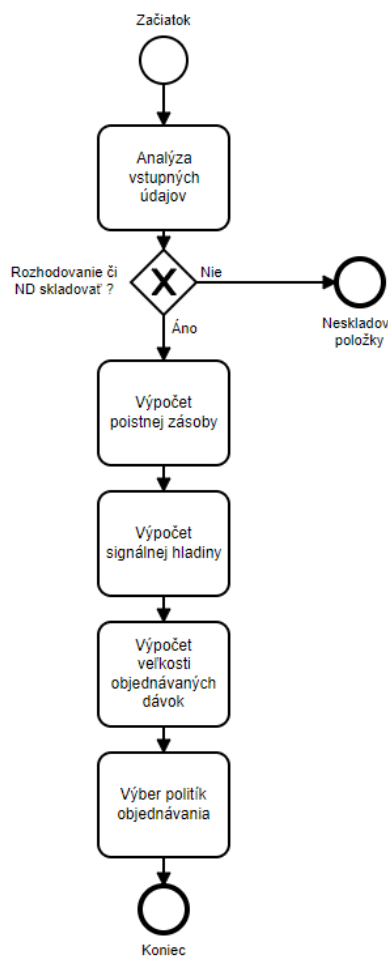 Začiatok
Analýza
vstupných
údajov
Rozhodovanie či
ND skladovať ?
Nie
Áno
položky
Výpočet
poistnej zásoby
Výpočet
signálnej hladiny
Výpočet
veľkosti
objednávaných
dávok
Výber politík
objednávania
Koniec